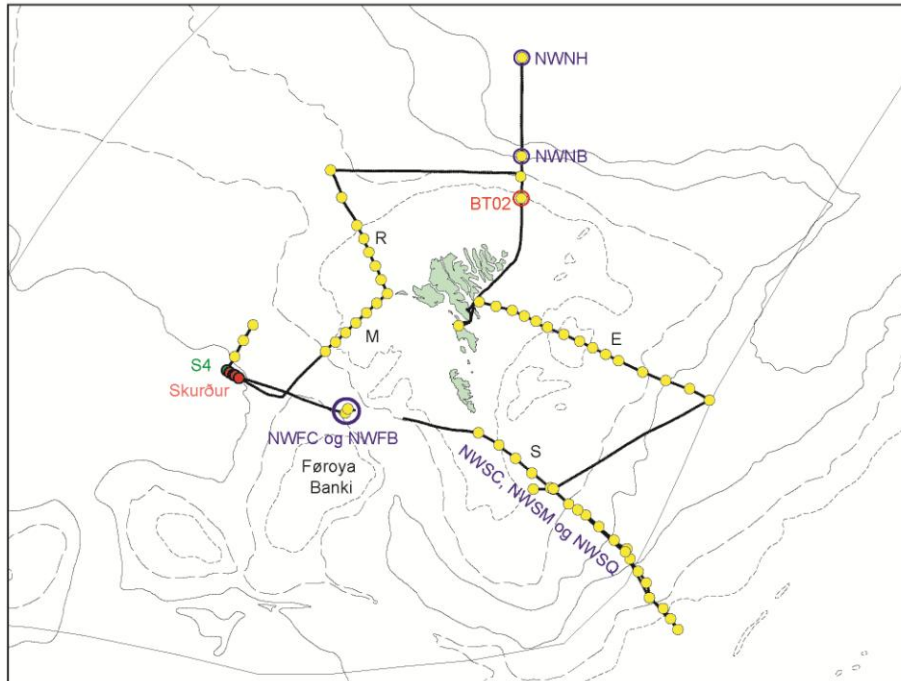 NWNH
NWNB
BT02
R
M
E
S4
Skurður
NWFC og NWFB
Føroya
Banki
S
NWSC, NWSM og NWSQ